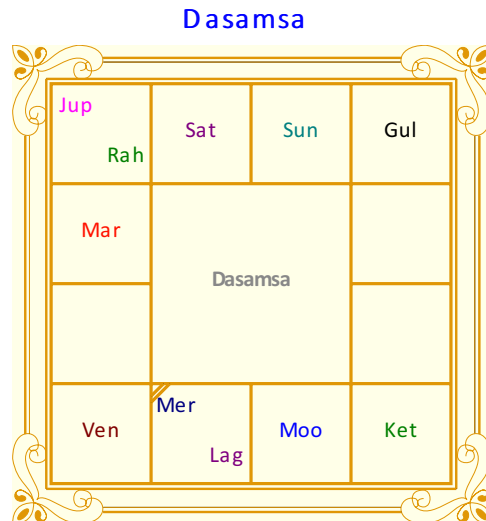 Dasamsa
Jup
Rah
Sat
Sun
Gul
Mar
Dasamsa
Ven
Mer
Lag
Moo
Ket